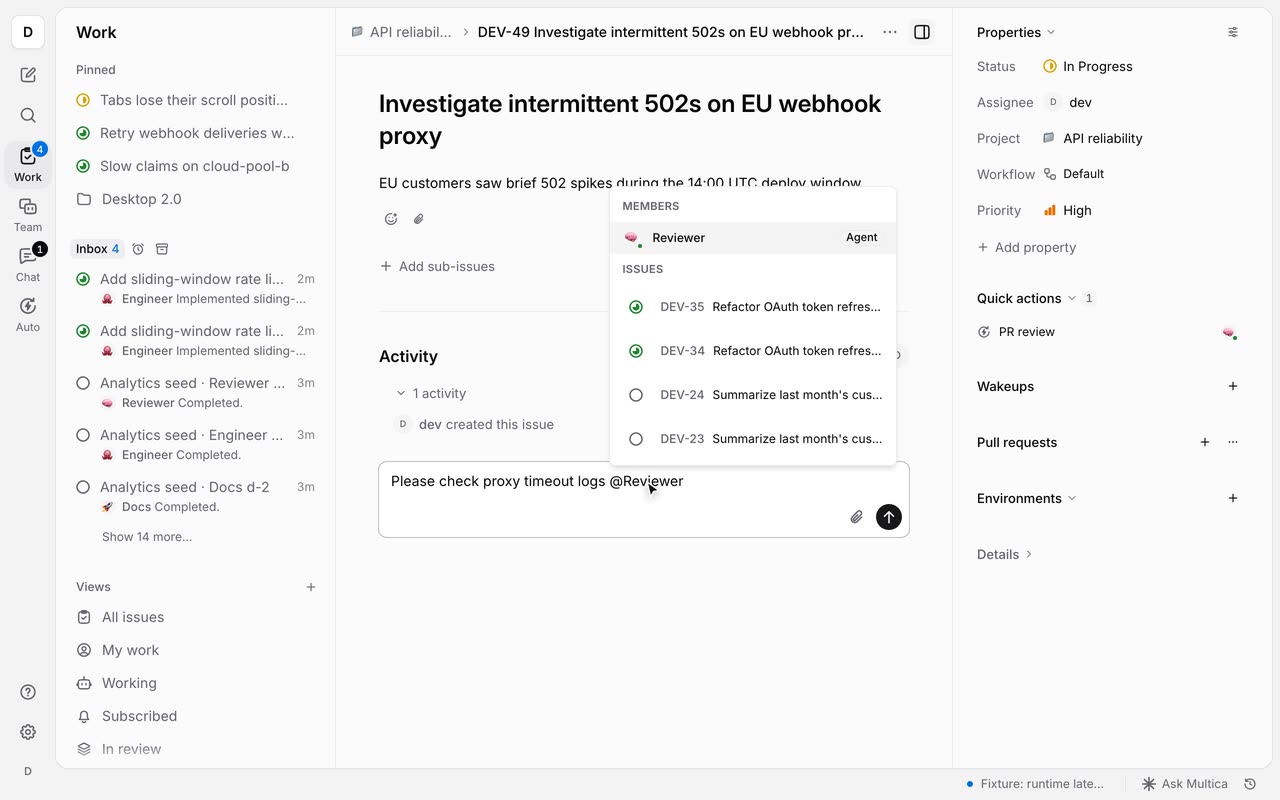 D
Work
API reliabil...
DEV-49 Investigate intermittent 502s on EU webhook pr...
Properties
Pinned
Tabs lose their scroll positi...
Retry webhook deliveries w...
Slow claims on cloud-pool-b
Desktop 2.0
4
Work
Team
1
Chat
Auto
Inbox 4
Add sliding-window rate li... 2m
Engineer Implemented sliding-...
Add sliding-window rate li... 2m
Engineer Implemented sliding-...
Analytics seed · Reviewer ... 3m
Reviewer Completed.
Analytics seed · Engineer ... 3m
Engineer Completed.
Analytics seed · Docs d-2 3m
Docs Completed.
Show 14 more...
Views
All issues
My work
Working
Subscribed
In review
D
Investigate intermittent 502s on EU webhook
proxy
EU customers saw brief 502 spikes during the 14:00 UTC deploy window
Add sub-issues
Activity
1 activity
D dev created this issue
MEMBERS
Reviewer Agent
ISSUES
DEV-35 Refactor OAuth token refres...
DEV-34 Refactor OAuth token refres...
DEV-24 Summarize last month's cus...
DEV-23 Summarize last month's cus...
Please check proxy timeout logs @Reviewer
Status In Progress
Assignee D dev
Project API reliability
Workflow Default
Priority High
Add property
Quick actions 1
PR review
Wakeups
Pull requests
Environments
Details
Fixture: runtime late...
Ask Multica